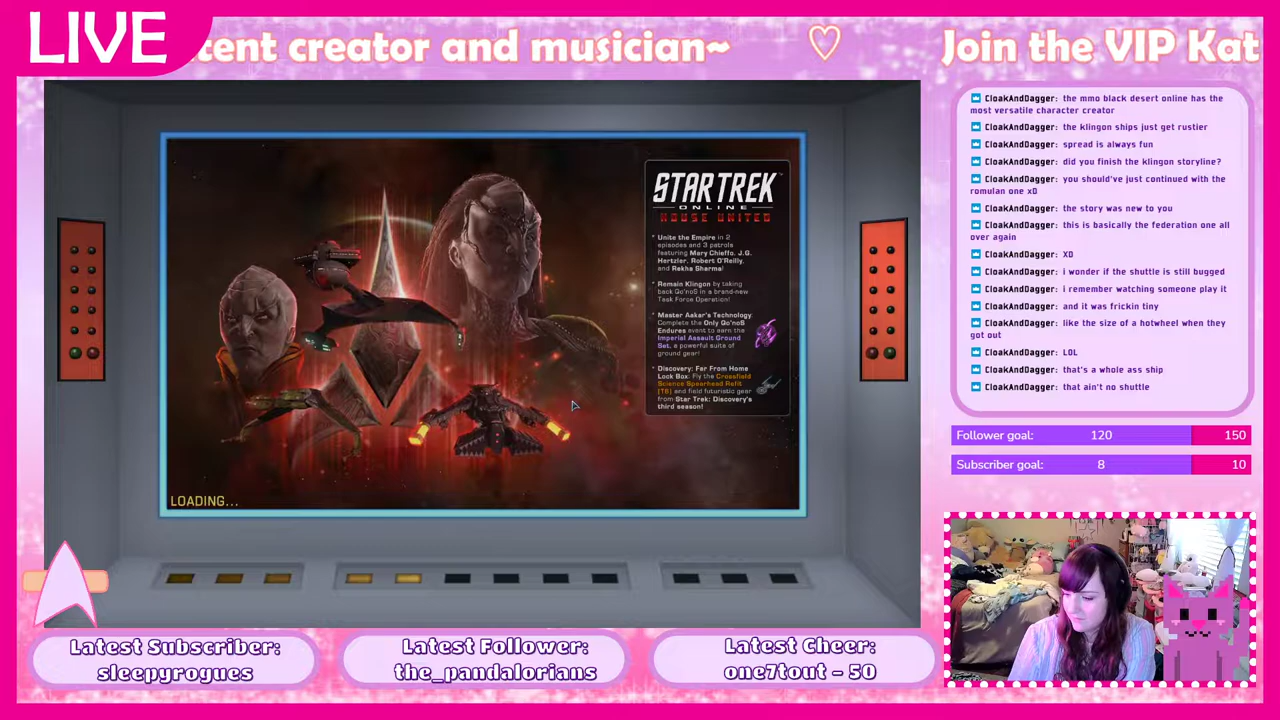 LIVE
tent creator and musician~
Join the VIP Kat
STAR TREK
ONLINE
HOUSE UNITED
* Unite the Empire in 2
episodes and 3 patrols
featuring Mary Chieffo, J.G.
Hertzler, Robert O'Reilly,
and Rekha Sharma!
* Remain Klingon by taking
back Qo'noS in a brand-new
Task Force Operation!
* Master Aakar's Technology:
Complete the Only Qo'noS
Endures event to earn the
Imperial Assault Ground
Set, a powerful suite of
ground gear!
* Discovery: Far From Home
Lock Box: Fly the Crossfield
Science Spearhead Refit
[T6] and field futuristic gear
from Star Trek: Discovery's
third season!
LOADING...
CloakAndDagger: the mmo black desert online has the
most versatile character creator
CloakAndDagger: the klingon ships just get rustier
CloakAndDagger: spread is always fun
CloakAndDagger: did you finish the klingon storyline?
CloakAndDagger: you should've just continued with the
romulan one xD
CloakAndDagger: the story was new to you
CloakAndDagger: this is basically the federation one all
over again
CloakAndDagger: XD
CloakAndDagger: i wonder if the shuttle is still bugged
CloakAndDagger: i remember watching someone play it
CloakAndDagger: and it was frickin tiny
CloakAndDagger: like the size of a hotwheel when they
got out
CloakAndDagger: LOL
CloakAndDagger: that's a whole ass ship
CloakAndDagger: that ain't no shuttle
Follower goal: 120 150
Subscriber goal: 8 10
Latest Subscriber:
sleepyrogues
Latest Follower:
the_pandalorians
Latest Cheer:
one7tout - 50